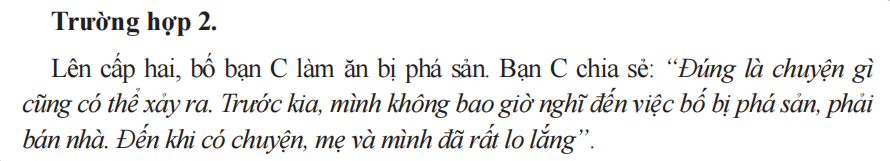 Trường hợp 2.
Lên cấp hai, bố bạn C làm ăn bị phá sản. Bạn C chia sẻ: “Đúng là chuyện gì
cũng có thể xảy ra. Trước kia, mình không bao giờ nghĩ đến việc bố bị phá sản, phải
bán nhà. Đến khi có chuyện, mẹ và mình đã rất lo lắng”.